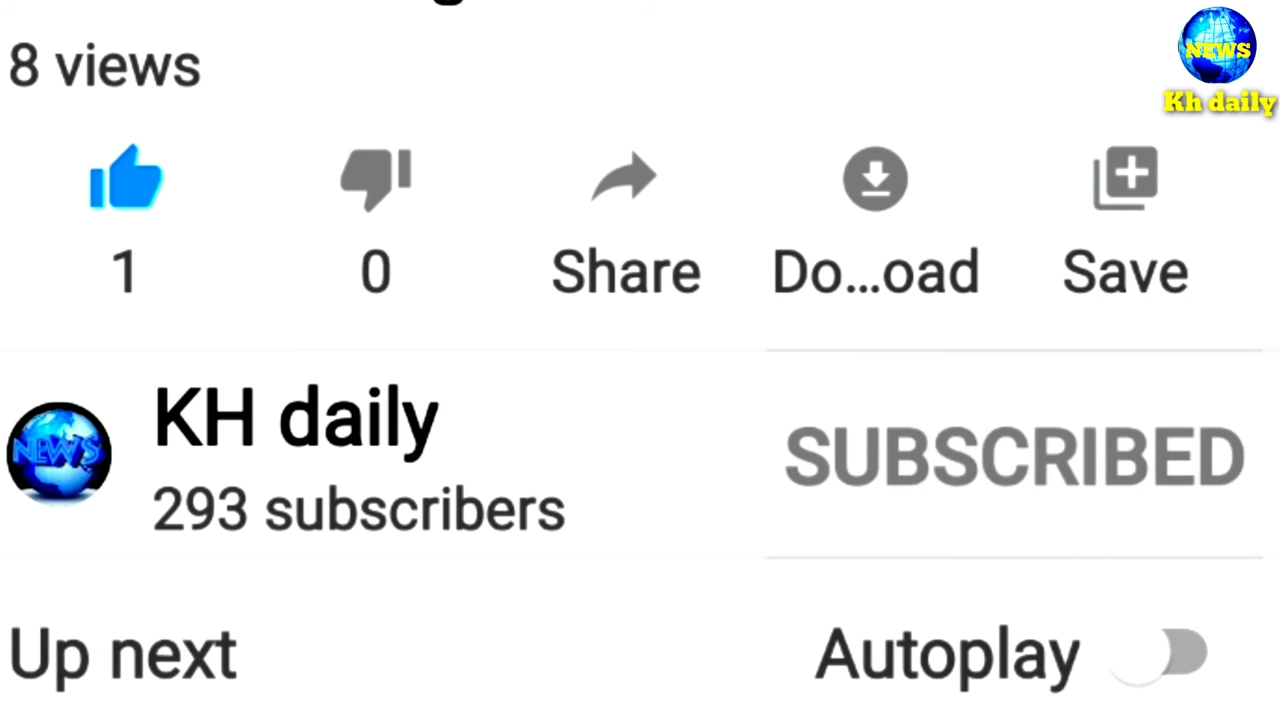 8 views
NEWS
Kh daily
1
0
Share
Do...oad
Save
NEWS
KH daily
293 subscribers
SUBSCRIBED
Up next
Autoplay